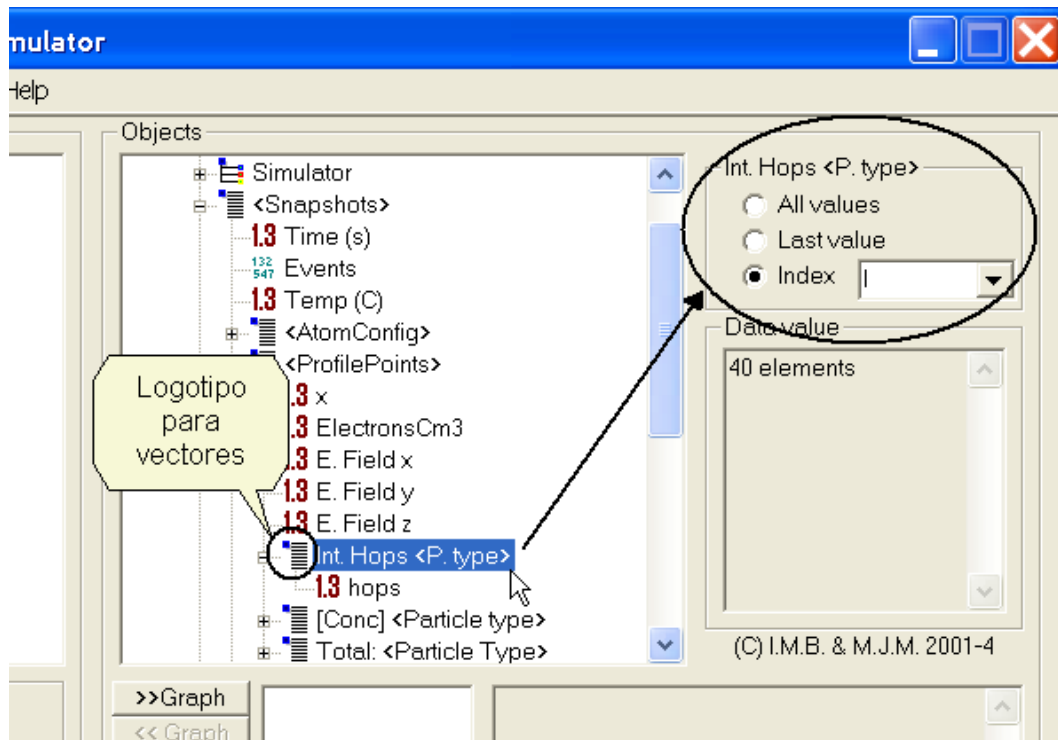 mulator
Help
Objects
Simulator
<Snapshots>
1.3 Time (s)
132
547 Events
1.3 Temp (C)
<AtomConfig>
<ProfilePoints>
.3 x
.3 ElectronsCm3
.3 E. Field x
1.3 E. Field y
1.3 E. Field z
Int. Hops <P. type>
1.3 hops
[Conc] <Particle type>
Total: <Particle Type>
Logotipo
para
vectores
Int. Hops <P. type>
All values
Last value
Index
Data value
40 elements
(C) I.M.B. & M.J.M. 2001-4
>>Graph
<< Graph